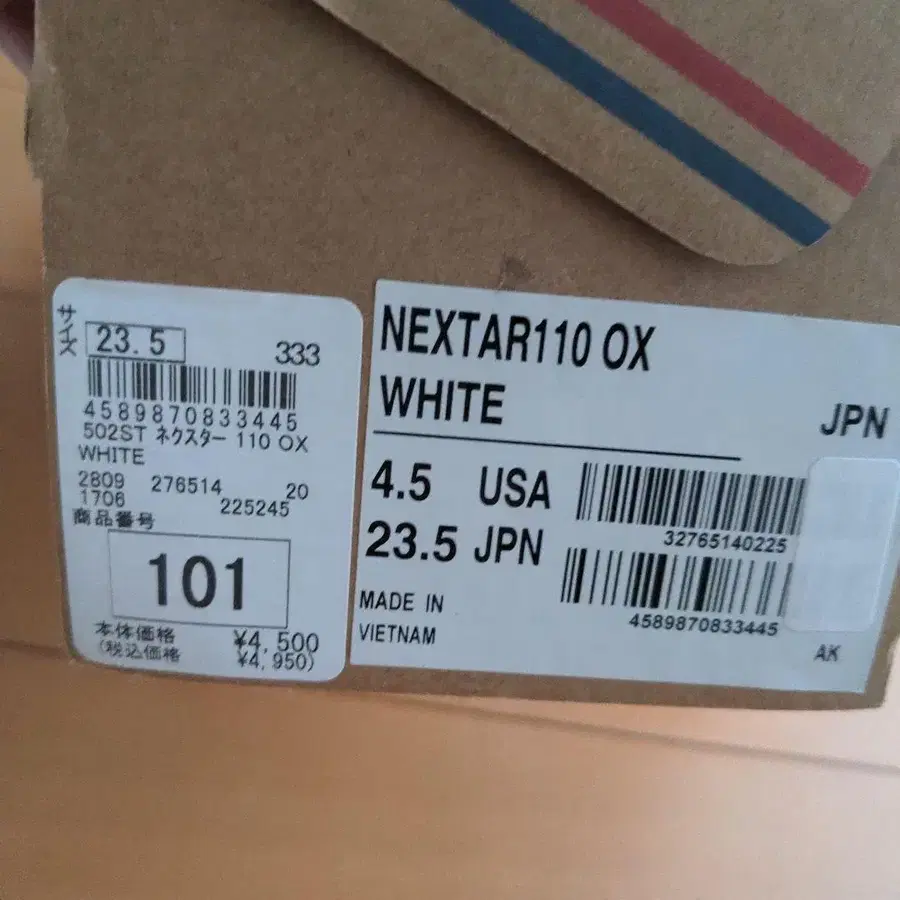 サイズ
23.5
333
4589870833445
502ST ネクスター 110 OX
WHITE
2809 276514 20
1706 225245
商品番号
101
本体価格 ¥4,500
(税込価格 ¥4,950)
NEXTAR110 OX
WHITE
JPN
4.5 USA
32765140225
23.5 JPN
4589870833445
MADE IN
VIETNAM
AK